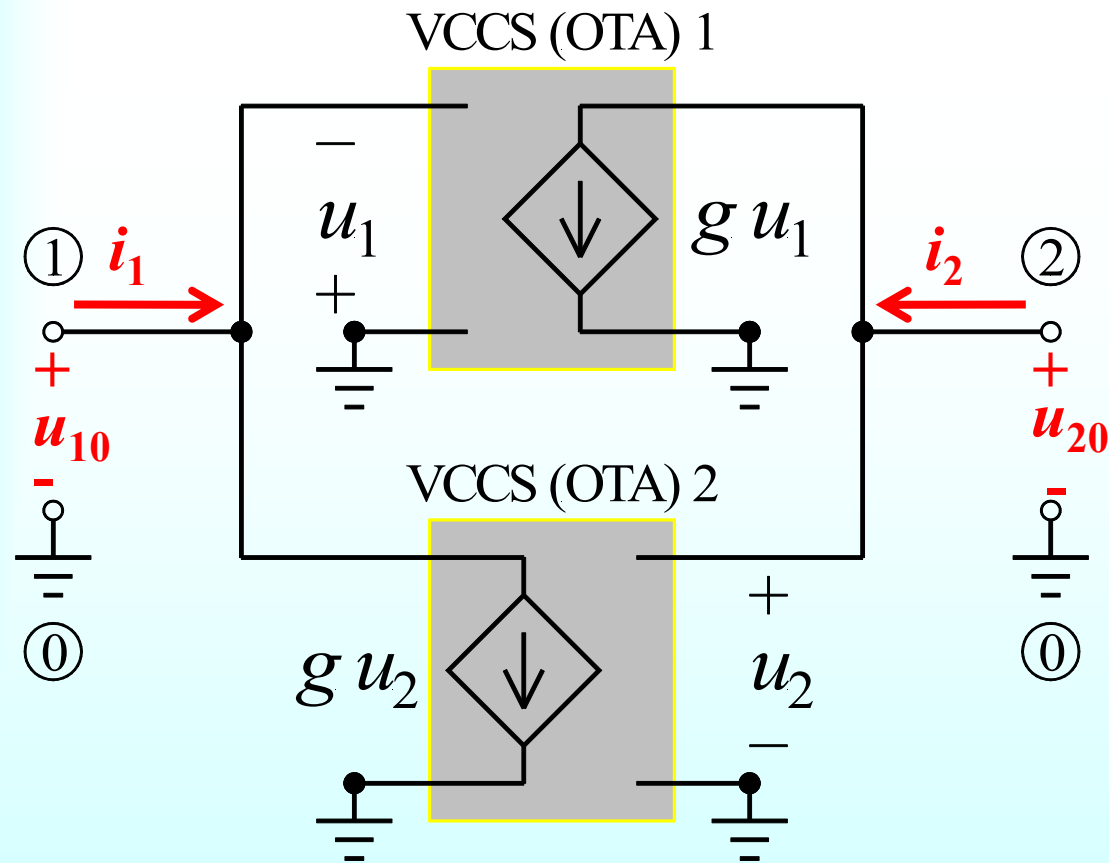 VCCS (OTA) 1
−
u₁
+
g u₁
① i₁
i₂ ②
+
u₁₀
-
+
u₂₀
-
VCCS (OTA) 2
⓪
g u₂
+
u₂
−
⓪